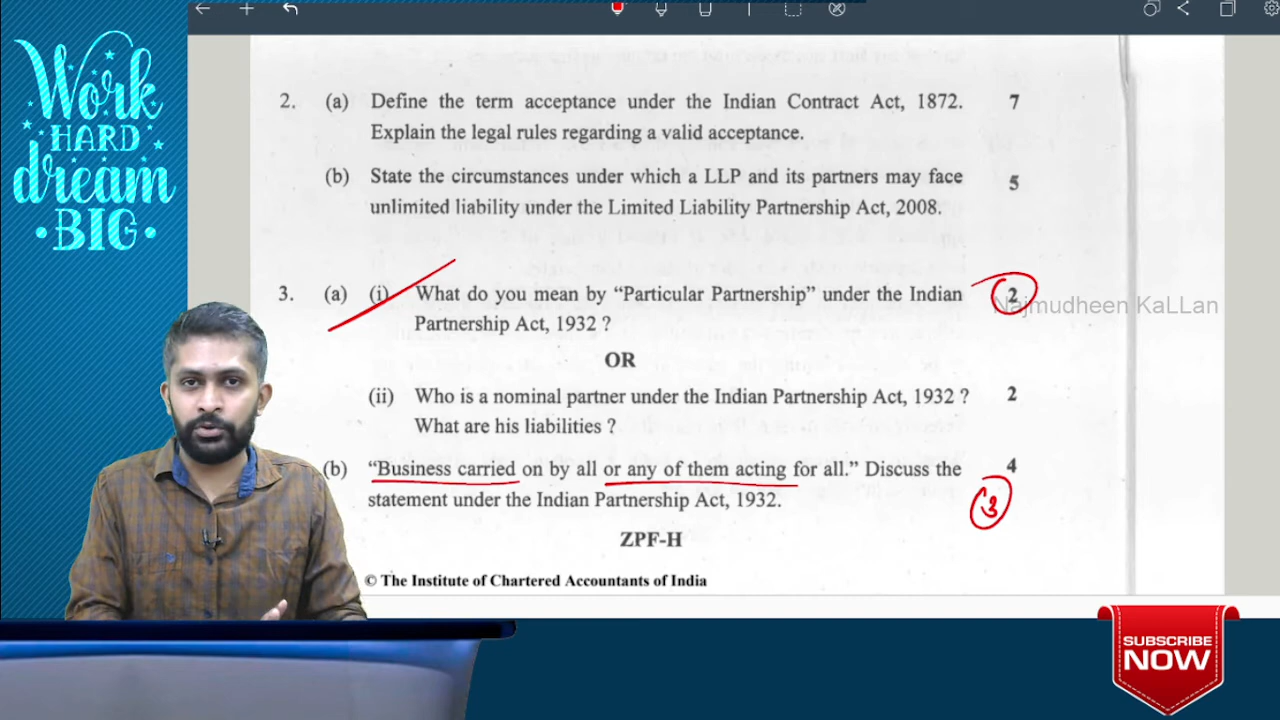 Work
HARD
dream
BIG
2. (a) Define the term acceptance under the Indian Contract Act, 1872. 7
Explain the legal rules regarding a valid acceptance.
(b) State the circumstances under which a LLP and its partners may face 5
unlimited liability under the Limited Liability Partnership Act, 2008.
3. (a) (i) What do you mean by “Particular Partnership” under the Indian 2
Najmudheen KaLLan
Partnership Act, 1932 ?
OR
(ii) Who is a nominal partner under the Indian Partnership Act, 1932 ? 2
What are his liabilities ?
(b) “Business carried on by all or any of them acting for all.” Discuss the 4
statement under the Indian Partnership Act, 1932. 3
ZPF-H
© The Institute of Chartered Accountants of India
SUBSCRIBE
NOW